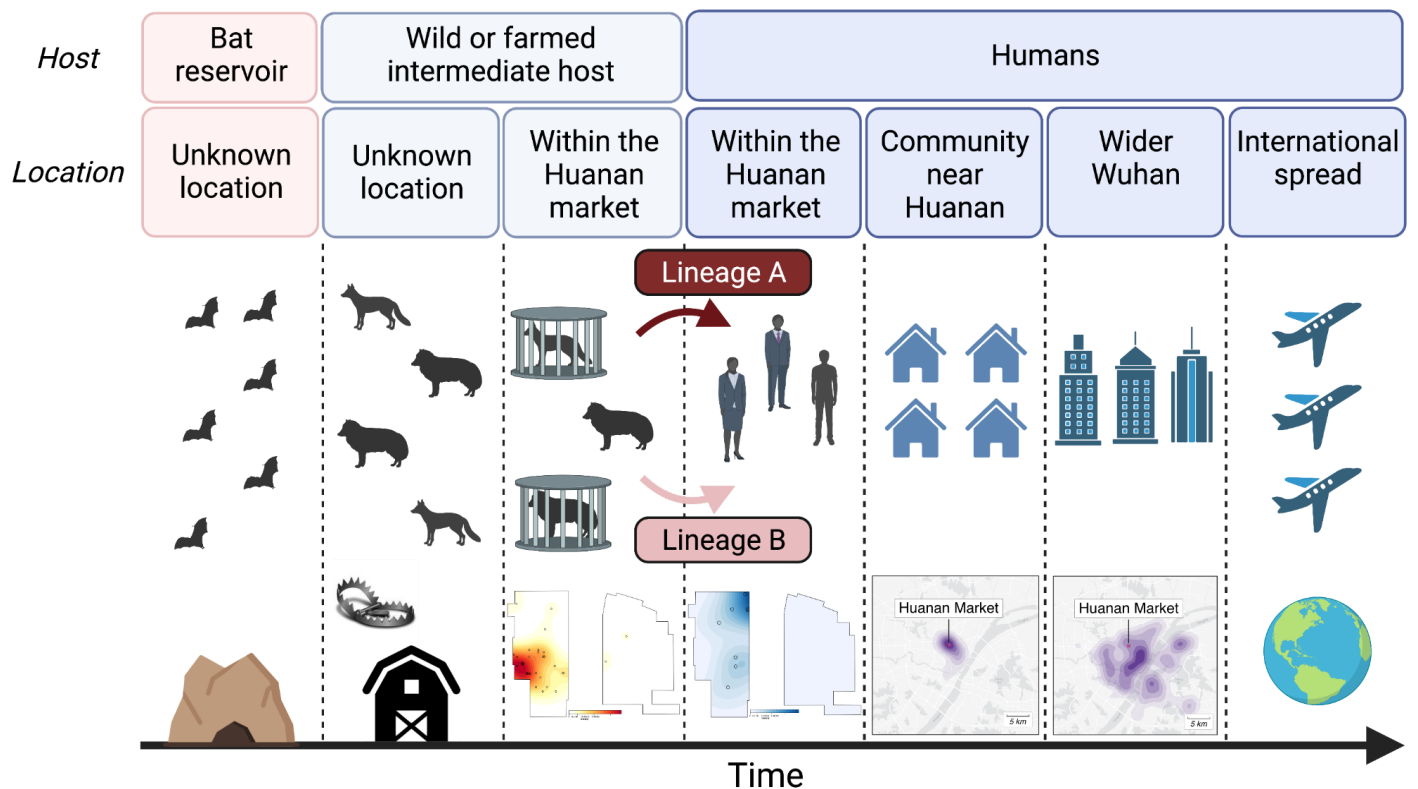 Host
Bat
reservoir
Wild or farmed
intermediate host
Humans
Location
Unknown
location
Unknown
location
Within the
Huanan
market
Within the
Huanan
market
Community
near
Huanan
Wider
Wuhan
International
spread
Lineage A
Lineage B
Huanan Market
5 km
Huanan Market
5 km
Time